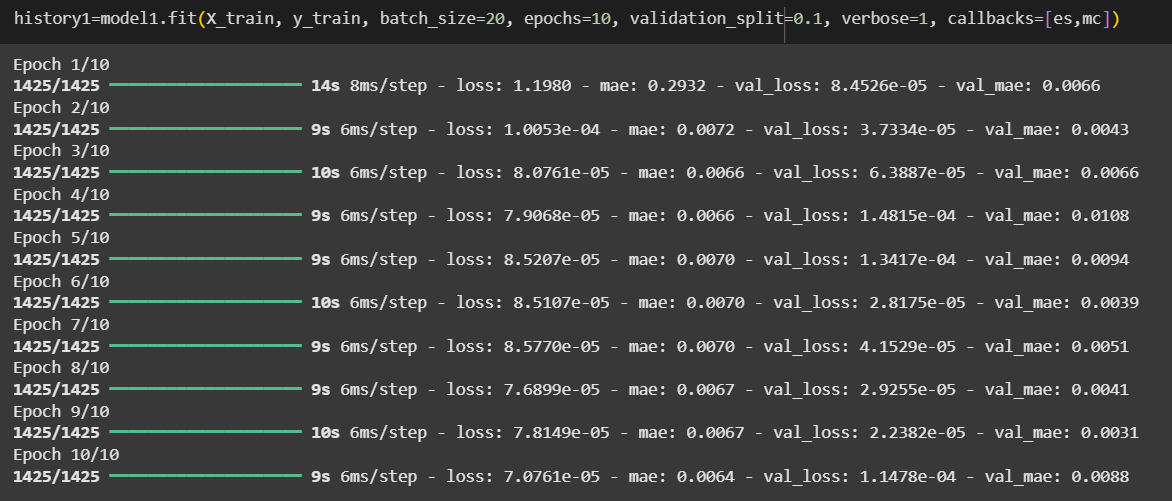 history1=model1.fit(X_train, y_train, batch_size=20, epochs=10, validation_split=0.1, verbose=1, callbacks=[es,mc])
Epoch 1/10
1425/1425 ━━━━━━━━━━━━━━━━━━━━ 14s 8ms/step - loss: 1.1980 - mae: 0.2932 - val_loss: 8.4526e-05 - val_mae: 0.0066
Epoch 2/10
1425/1425 ━━━━━━━━━━━━━━━━━━━━ 9s 6ms/step - loss: 1.0053e-04 - mae: 0.0072 - val_loss: 3.7334e-05 - val_mae: 0.0043
Epoch 3/10
1425/1425 ━━━━━━━━━━━━━━━━━━━━ 10s 6ms/step - loss: 8.0761e-05 - mae: 0.0066 - val_loss: 6.3887e-05 - val_mae: 0.0066
Epoch 4/10
1425/1425 ━━━━━━━━━━━━━━━━━━━━ 9s 6ms/step - loss: 7.9068e-05 - mae: 0.0066 - val_loss: 1.4815e-04 - val_mae: 0.0108
Epoch 5/10
1425/1425 ━━━━━━━━━━━━━━━━━━━━ 9s 6ms/step - loss: 8.5207e-05 - mae: 0.0070 - val_loss: 1.3417e-04 - val_mae: 0.0094
Epoch 6/10
1425/1425 ━━━━━━━━━━━━━━━━━━━━ 10s 6ms/step - loss: 8.5107e-05 - mae: 0.0070 - val_loss: 2.8175e-05 - val_mae: 0.0039
Epoch 7/10
1425/1425 ━━━━━━━━━━━━━━━━━━━━ 9s 6ms/step - loss: 8.5770e-05 - mae: 0.0070 - val_loss: 4.1529e-05 - val_mae: 0.0051
Epoch 8/10
1425/1425 ━━━━━━━━━━━━━━━━━━━━ 9s 6ms/step - loss: 7.6899e-05 - mae: 0.0067 - val_loss: 2.9255e-05 - val_mae: 0.0041
Epoch 9/10
1425/1425 ━━━━━━━━━━━━━━━━━━━━ 10s 6ms/step - loss: 7.8149e-05 - mae: 0.0067 - val_loss: 2.2382e-05 - val_mae: 0.0031
Epoch 10/10
1425/1425 ━━━━━━━━━━━━━━━━━━━━ 9s 6ms/step - loss: 7.0761e-05 - mae: 0.0064 - val_loss: 1.1478e-04 - val_mae: 0.0088